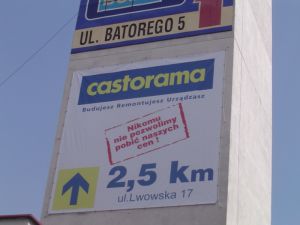 UL. BATOREGO 5
castorama
Budujesz Remontujesz Urządzasz
Nikomu
nie pozwolimy
pobić naszych
cen !
2,5 km
ul.Lwowska 17